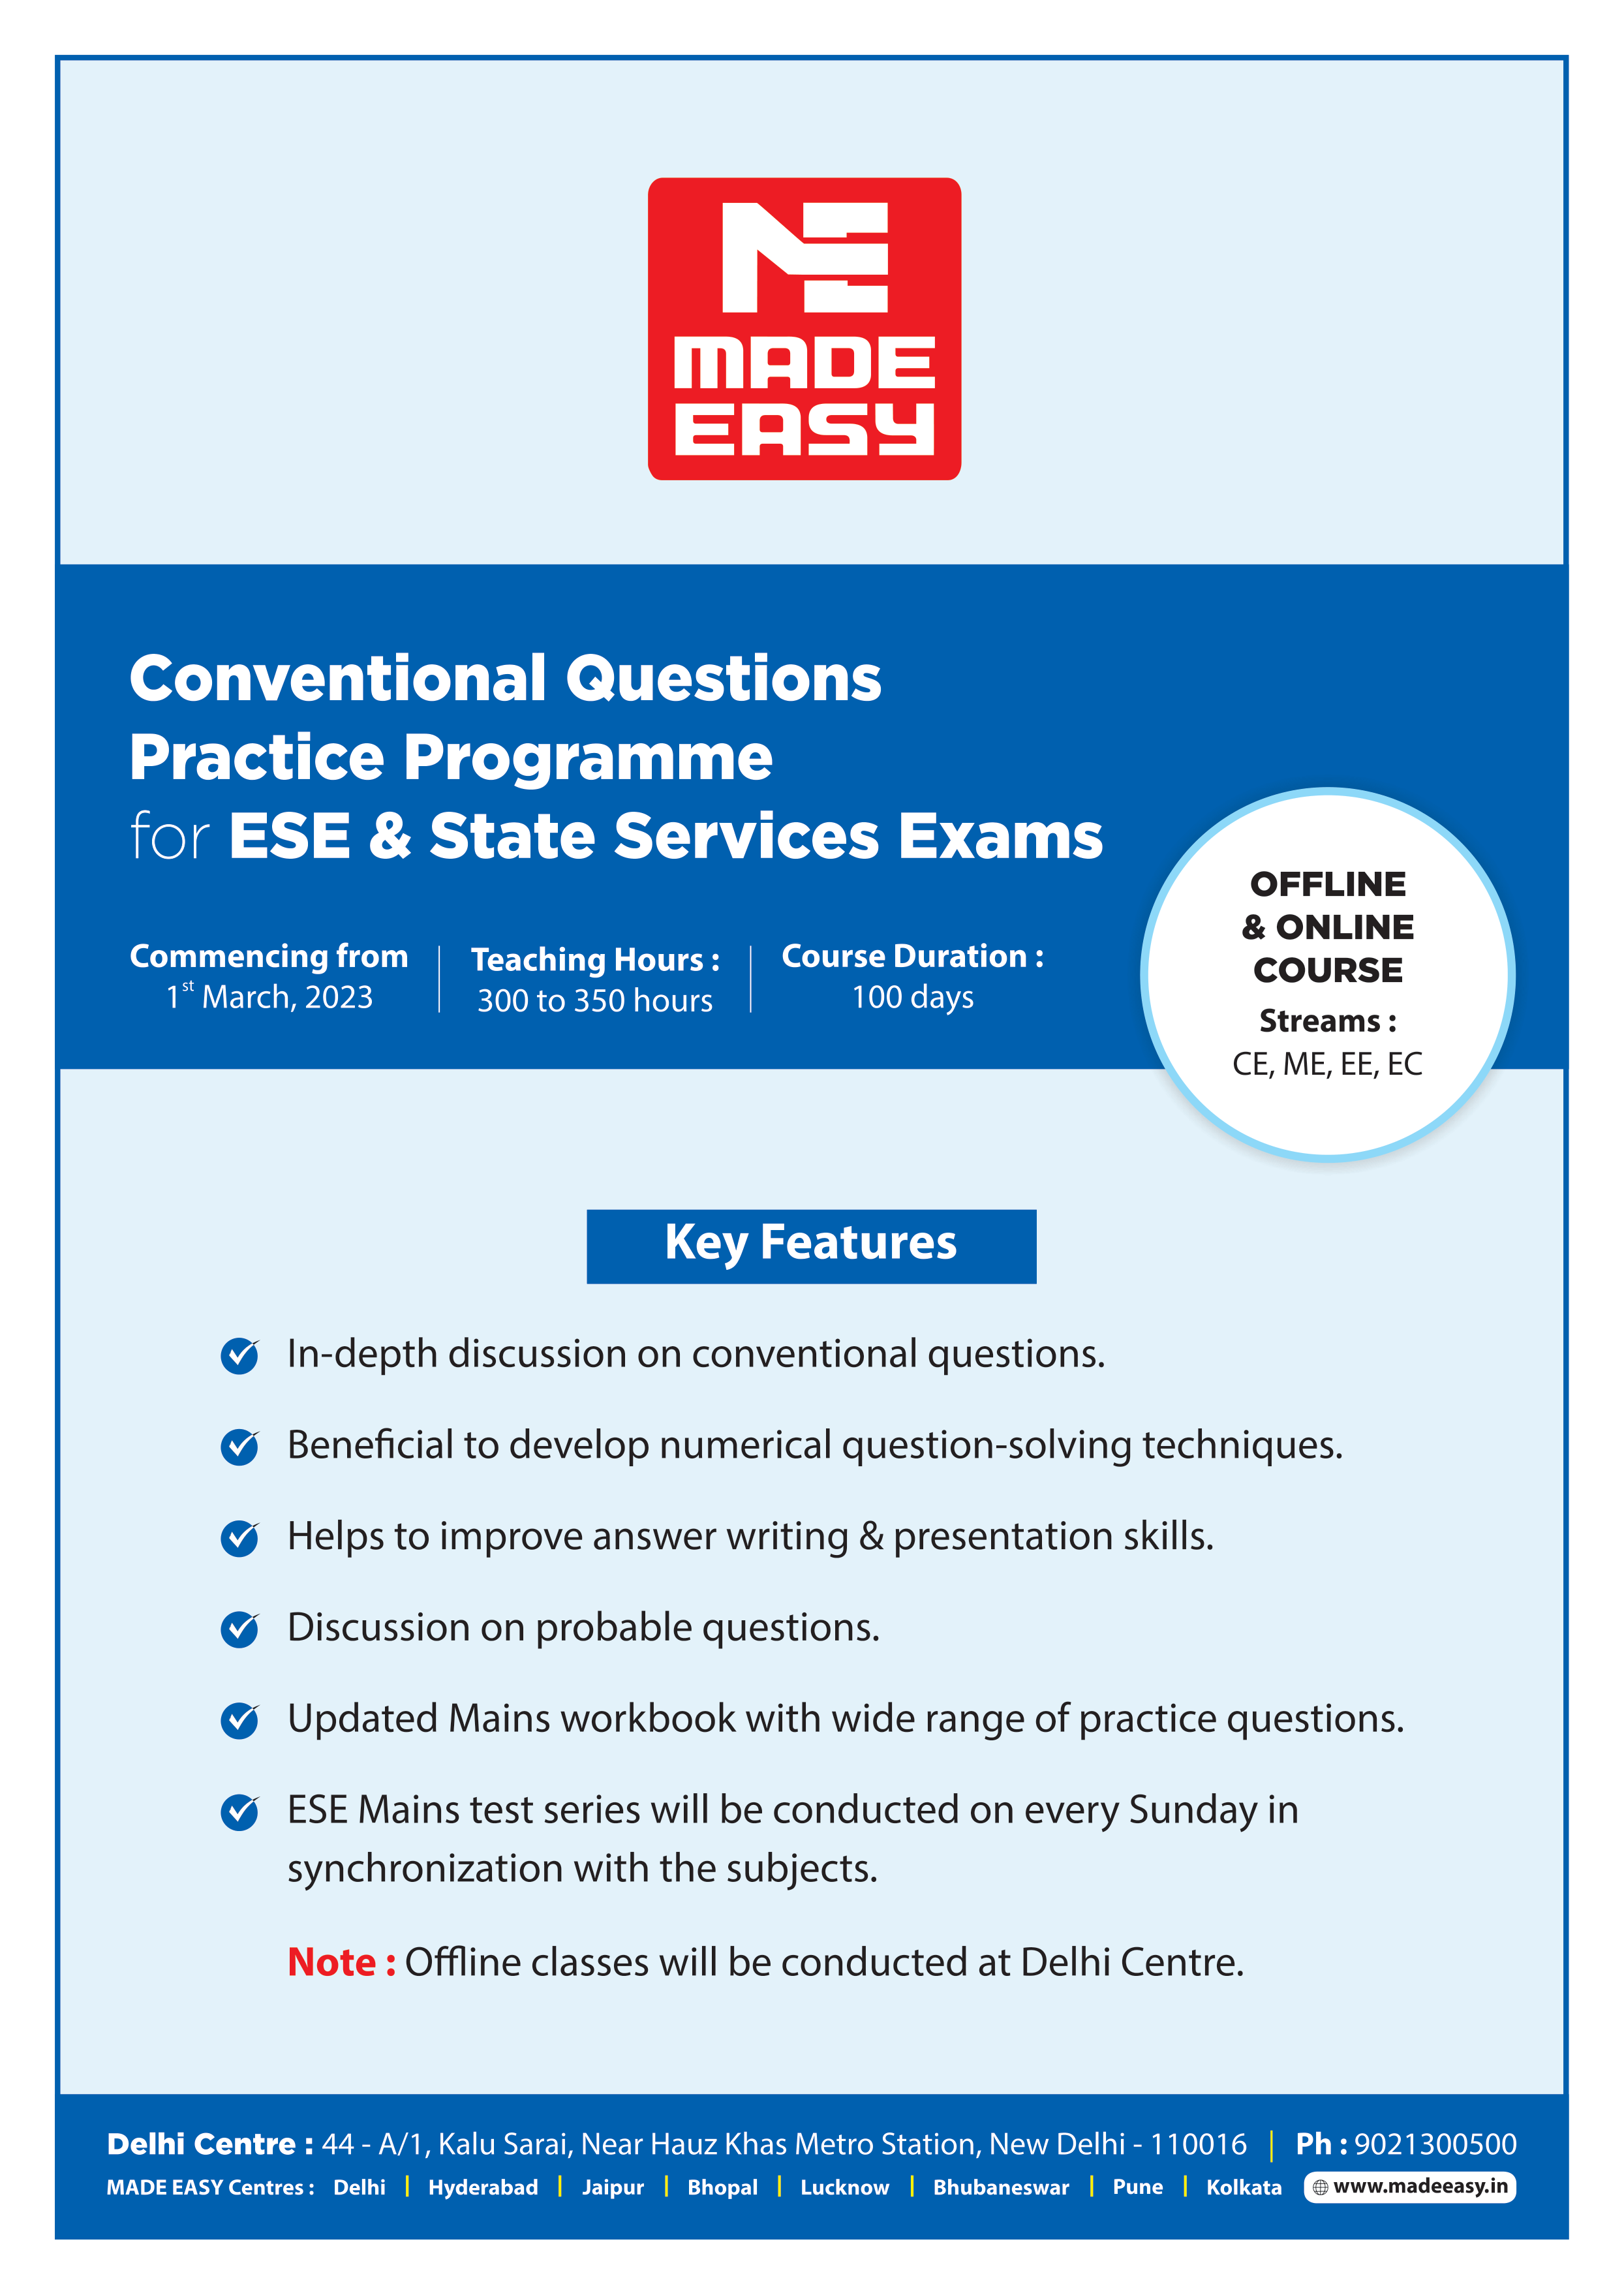 ME
MADE
EASY
Conventional Questions
Practice Programme
for ESE & State Services Exams
Commencing from
1st March, 2023
Teaching Hours :
300 to 350 hours
Course Duration :
100 days
OFFLINE
& ONLINE
COURSE
Streams :
CE, ME, EE, EC
Key Features
In-depth discussion on conventional questions.
Beneficial to develop numerical question-solving techniques.
Helps to improve answer writing & presentation skills.
Discussion on probable questions.
Updated Mains workbook with wide range of practice questions.
ESE Mains test series will be conducted on every Sunday in
synchronization with the subjects.
Note : Offline classes will be conducted at Delhi Centre.
Delhi Centre : 44 - A/1, Kalu Sarai, Near Hauz Khas Metro Station, New Delhi - 110016 | Ph : 9021300500
MADE EASY Centres : Delhi | Hyderabad | Jaipur | Bhopal | Lucknow | Bhubaneswar | Pune | Kolkata www.madeeasy.in